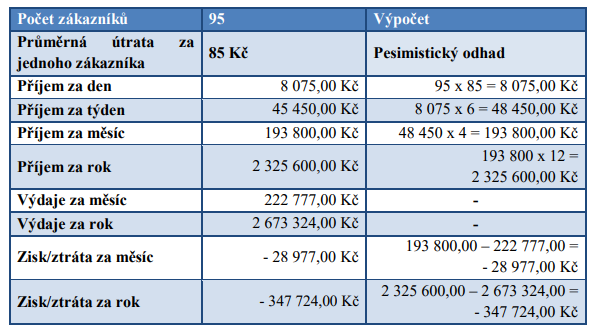 Počet zákazníků 95 Výpočet
Průměrná útrata za
jednoho zákazníka 85 Kč Pesimistický odhad
Příjem za den 8 075,00 Kč 95 x 85 = 8 075,00 Kč
Příjem za týden 45 450,00 Kč 8 075 x 6 = 48 450,00 Kč
Příjem za měsíc 193 800,00 Kč 48 450 x 4 = 193 800,00 Kč
Příjem za rok 2 325 600,00 Kč 193 800 x 12 =
2 325 600,00 Kč
Výdaje za měsíc 222 777,00 Kč -
Výdaje za rok 2 673 324,00 Kč -
Zisk/ztráta za měsíc - 28 977,00 Kč 193 800,00 – 222 777,00 =
- 28 977,00 Kč
Zisk/ztráta za rok - 347 724,00 Kč 2 325 600,00 – 2 673 324,00 =
- 347 724,00 Kč